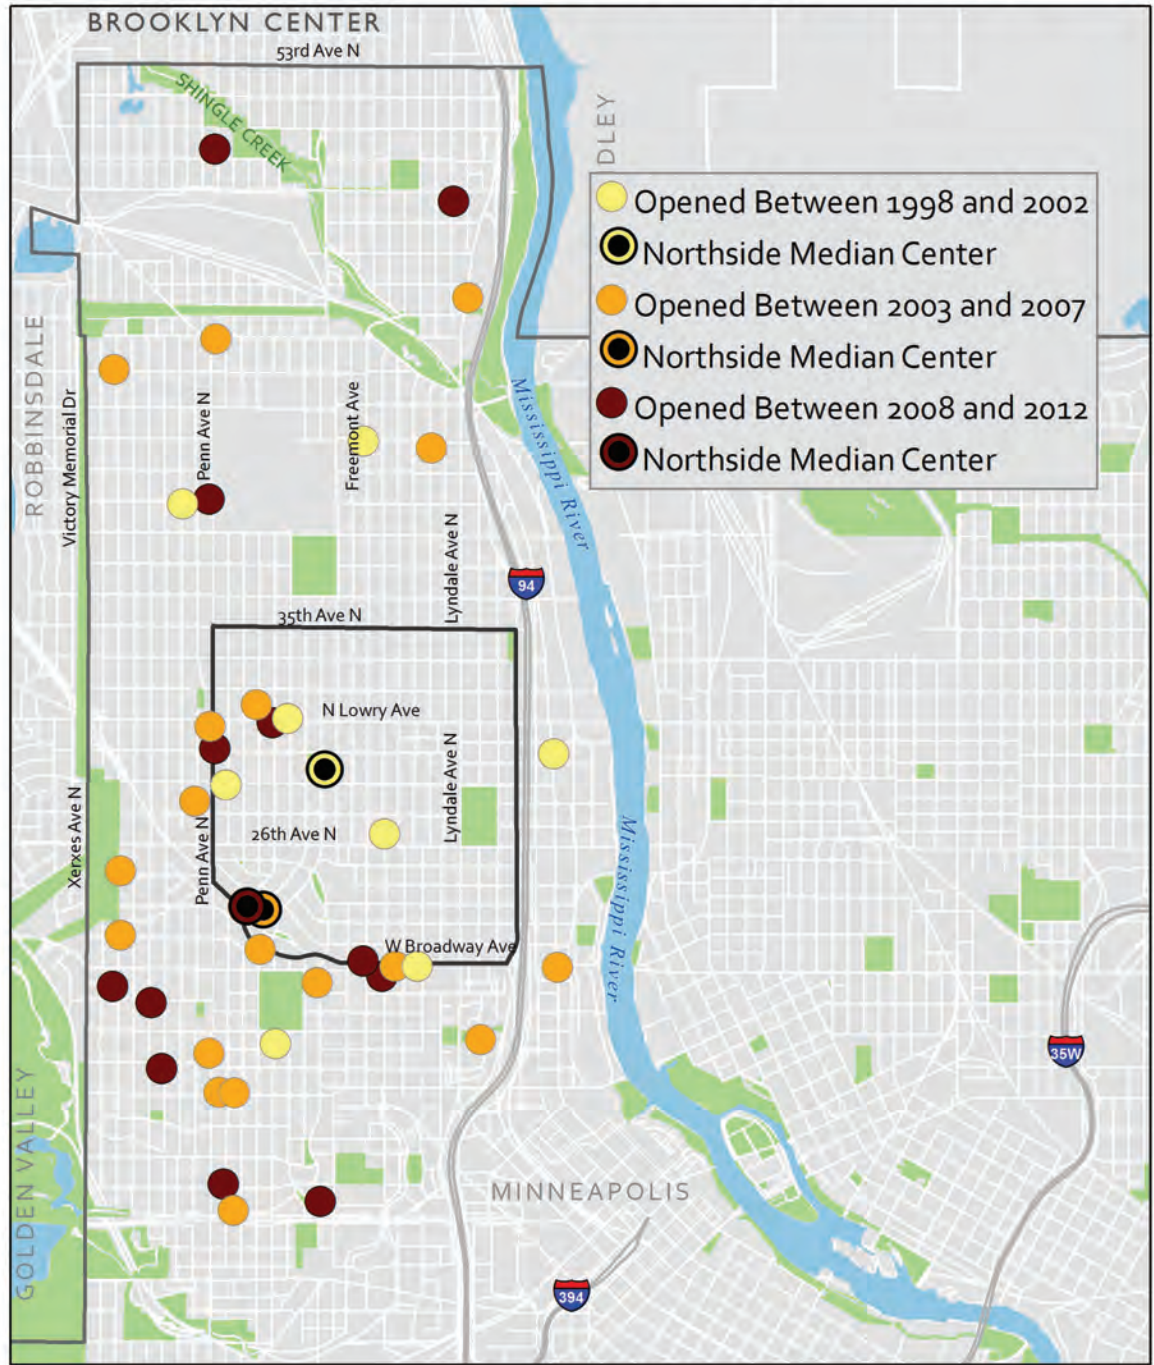 BROOKLYN CENTER
53rd Ave N
SHINGLE CREEK
DLEY
Opened Between 1998 and 2002
Northside Median Center
Opened Between 2003 and 2007
Northside Median Center
Opened Between 2008 and 2012
Northside Median Center
ROBBINSDALE
Victory Memorial Dr
Penn Ave N
Freemont Ave
Mississippi River
Lyndale Ave N
94
35th Ave N
N Lowry Ave
Lyndale Ave N
Xerxes Ave N
26th Ave N
Penn Ave N
Mississippi River
W Broadway Ave
35W
GOLDEN VALLEY
MINNEAPOLIS
394